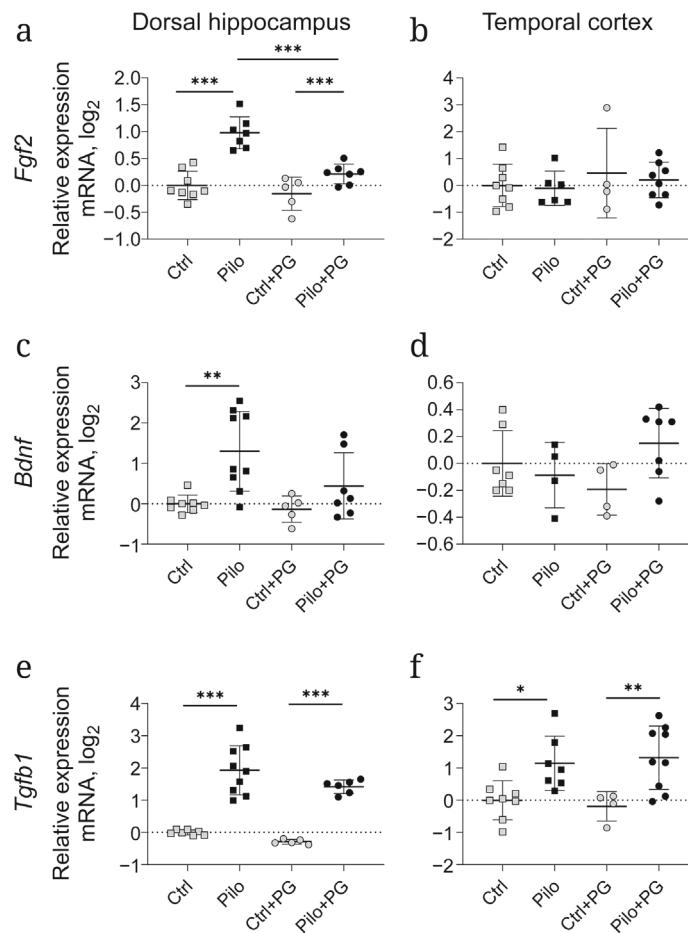 a
Dorsal hippocampus
b
Temporal cortex
Fgf2
Relative expression
mRNA, log2
2.0
1.5
1.0
0.5
0.0
−0.5
−1.0
***
***
***
Ctrl
Pilo
Ctrl+PG
Pilo+PG
4
3
2
1
0
−1
−2
Ctrl
Pilo
Ctrl+PG
Pilo+PG
c
d
Bdnf
Relative expression
mRNA, log2
3
2
1
0
−1
**
Ctrl
Pilo
Ctrl+PG
Pilo+PG
0.6
0.4
0.2
0.0
−0.2
−0.4
−0.6
Ctrl
Pilo
Ctrl+PG
Pilo+PG
e
f
Tgfb1
Relative expression
mRNA, log2
4
3
2
1
0
−1
***
***
Ctrl
Pilo
Ctrl+PG
Pilo+PG
3
2
1
0
−1
−2
*
**
Ctrl
Pilo
Ctrl+PG
Pilo+PG